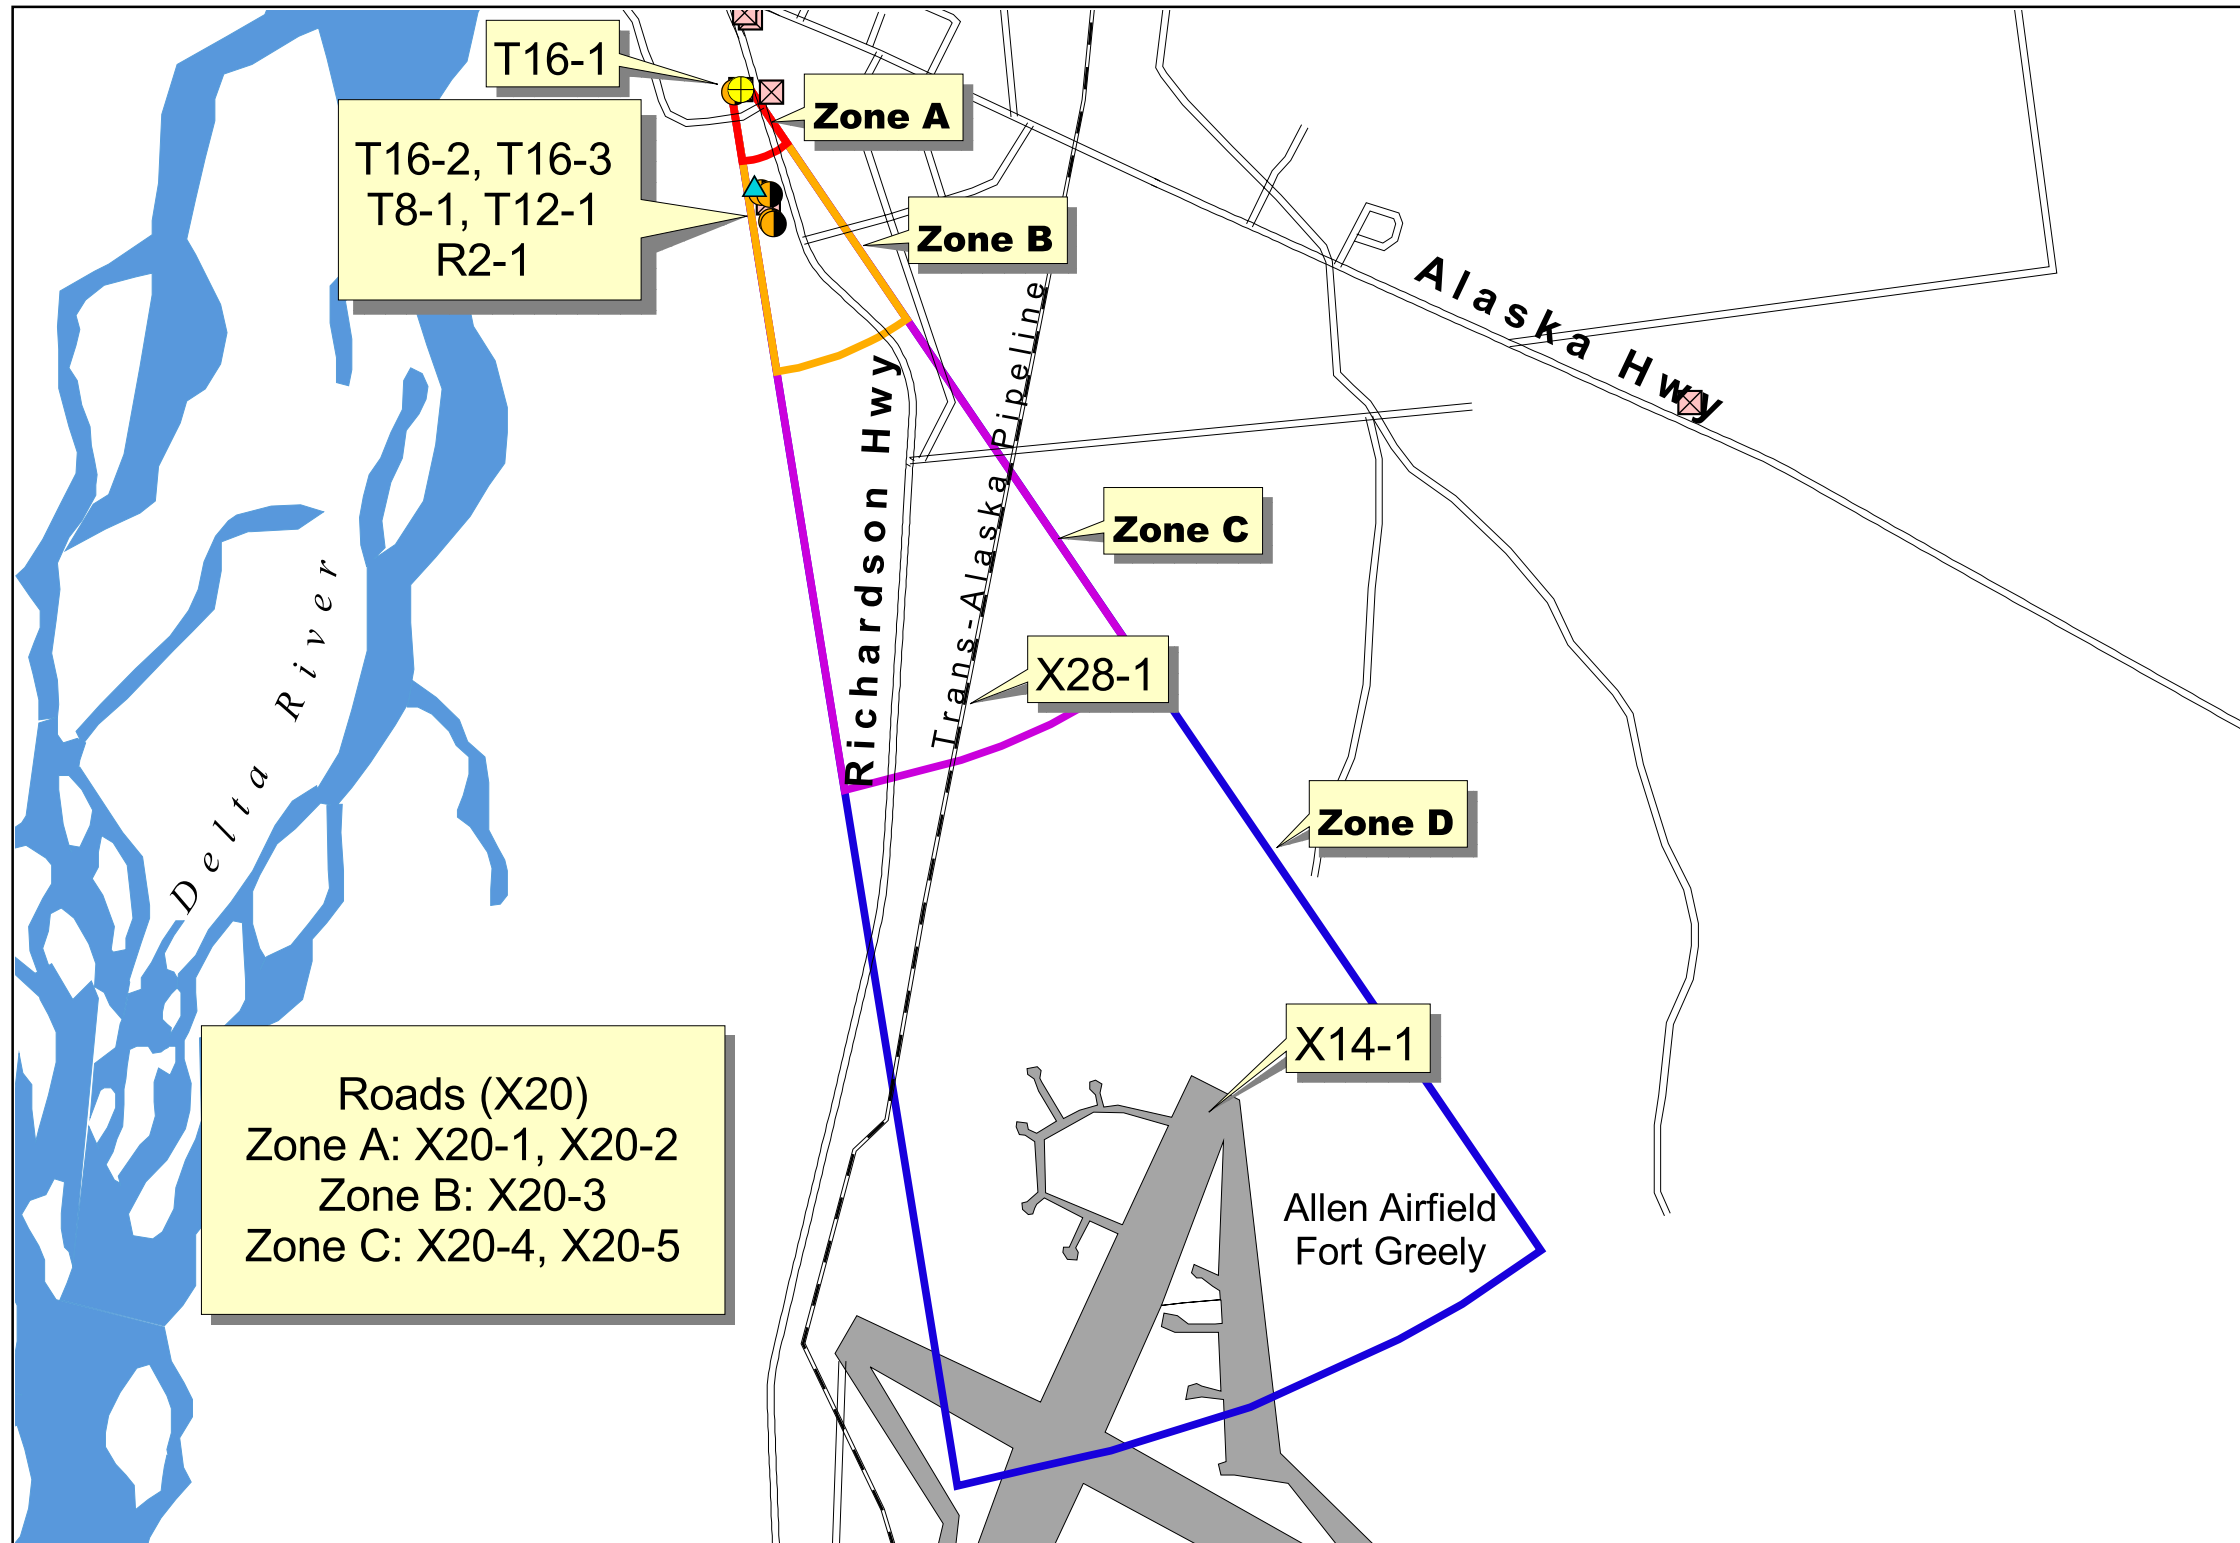 T16-1
Zone A
T16-2, T16-3
T8-1, T12-1
R2-1
Zone B
Alaska Hwy
Richardson Hwy
Trans-Alaska Pipeline
Zone C
Delta River
X28-1
Zone D
X14-1
Roads (X20)
Zone A: X20-1, X20-2
Zone B: X20-3
Zone C: X20-4, X20-5
Allen Airfield
Fort Greely